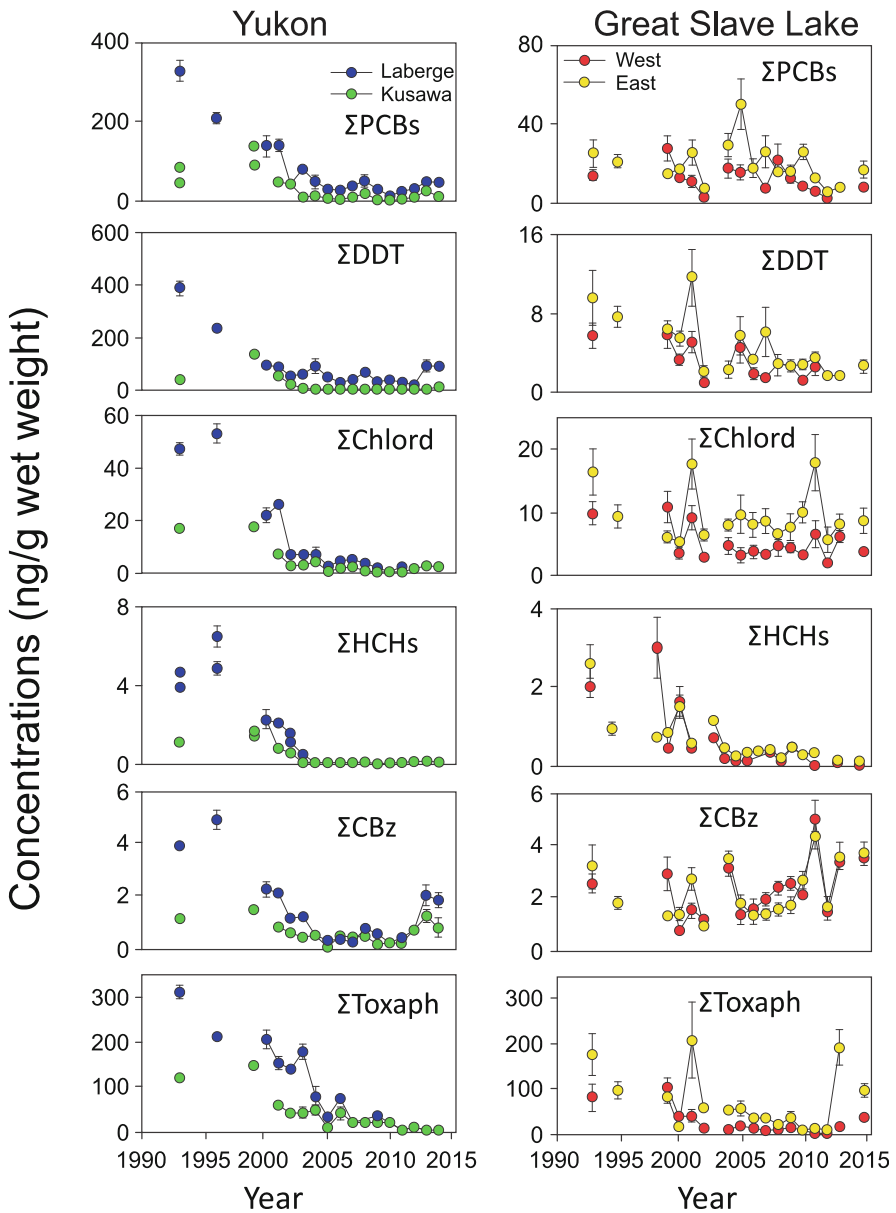 Yukon
Great Slave Lake
Concentrations (ng/g wet weight)
400
200
0
Laberge
Kusawa
ΣPCBs
80
60
40
20
0
West
East
ΣPCBs
600
400
200
0
ΣDDT
16
8
4
0
ΣDDT
60
40
20
0
ΣChlord
20
10
5
0
ΣChlord
8
4
0
ΣHCHs
4
2
0
ΣHCHs
6
4
2
0
ΣCBz
6
4
2
0
ΣCBz
300
200
100
0
ΣToxaph
300
200
100
0
ΣToxaph
1990 1995 2000 2005 2010 2015
1990 1995 2000 2005 2010 2015
Year
Year